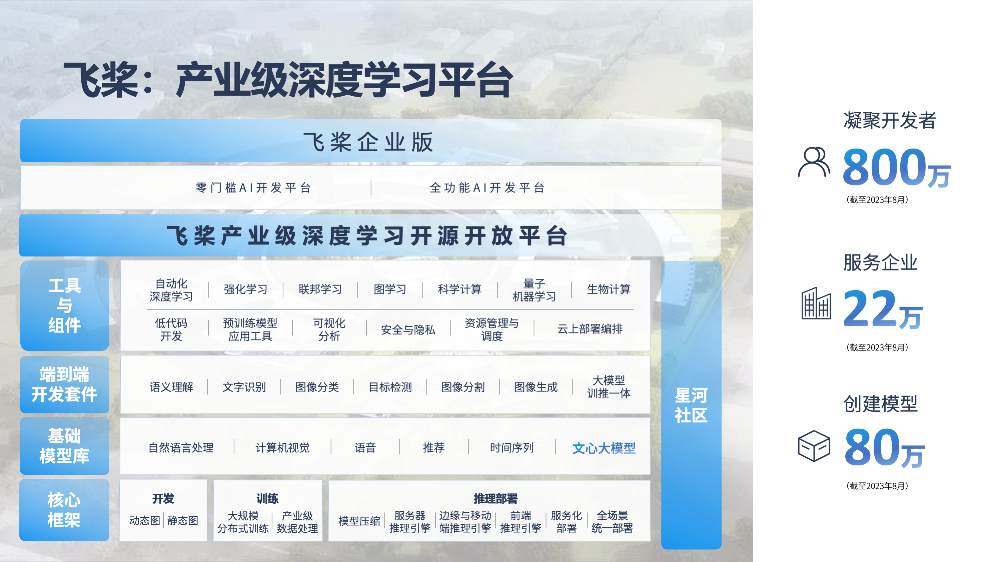 飞桨：产业级深度学习平台
飞桨企业版
零门槛AI开发平台
全功能AI开发平台
飞桨产业级深度学习开源开放平台
工具
与
组件
自动化
深度学习
强化学习
联邦学习
图学习
科学计算
量子
机器学习
生物计算
低代码
开发
预训练模型
应用工具
可视化
分析
安全与隐私
资源管理与
调度
云上部署编排
端到端
开发套件
语义理解
文字识别
图像分类
目标检测
图像分割
图像生成
大模型
训推一体
基础
模型库
自然语言处理
计算机视觉
语音
推荐
时间序列
文心大模型
核心
框架
开发
动态图
静态图
训练
大规模
分布式训练
产业级
数据处理
推理部署
模型压缩
服务器
推理引擎
边缘与移动
端推理引擎
前端
推理引擎
服务化
部署
全场景
统一部署
星河
社区
凝聚开发者
800万
（截至2023年8月）
服务企业
22万
（截至2023年8月）
创建模型
80万
（截至2023年8月）